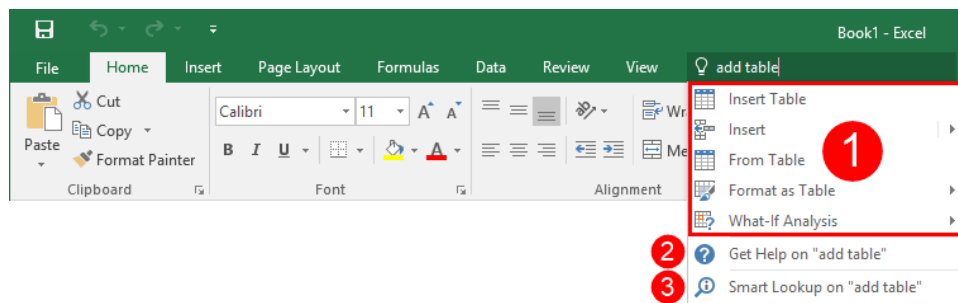 Book1 - Excel
File Home Insert Page Layout Formulas Data Review View add table
Cut
Copy
Format Painter
Paste
Clipboard
Calibri 11 A A
B I U A
Font
Wr
Me
Alignment
Insert Table
Insert
From Table
Format as Table
What-If Analysis
1
2 Get Help on "add table"
3 Smart Lookup on "add table"